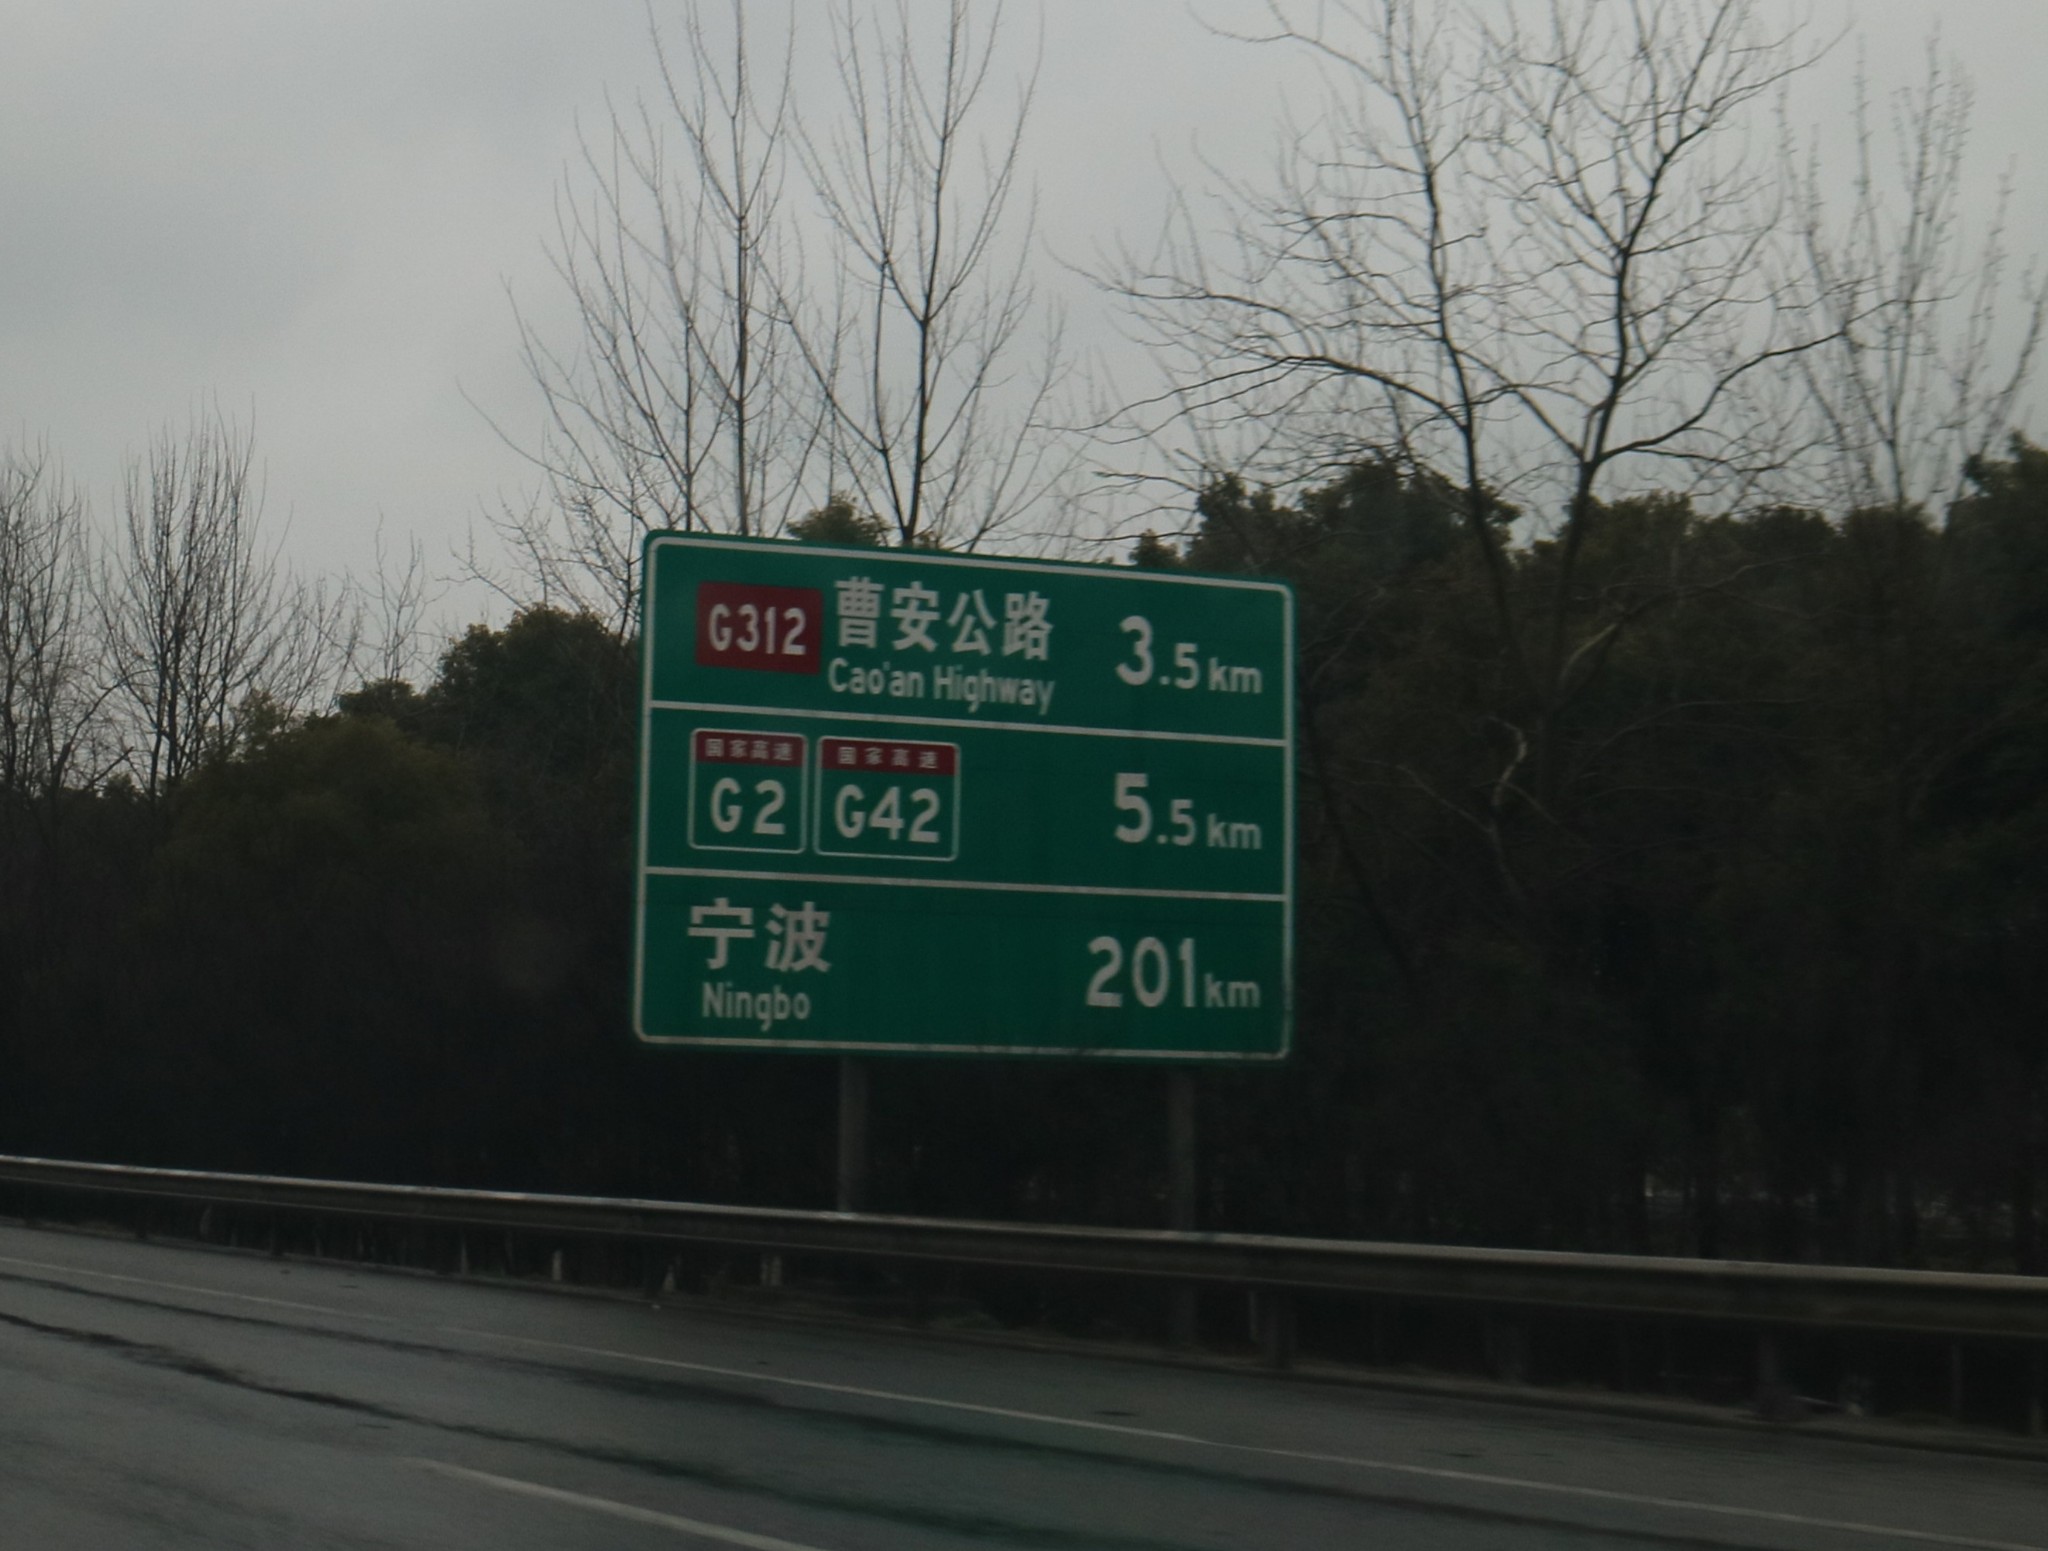 G312 曹安公路 3.5 km
Cao'an Highway
国家高速 国家高速
G2 G42 5.5 km
宁波 201 km
Ningbo